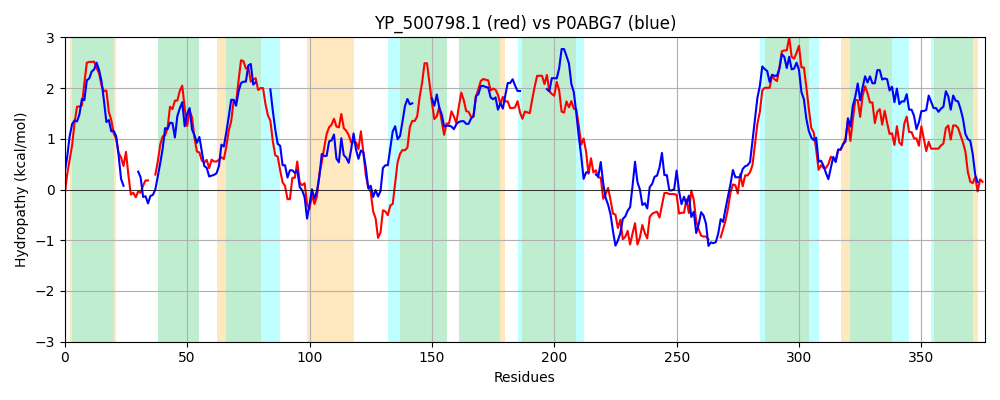 YP_500798.1 (red) vs P0ABG7 (blue)
Hydropathy (kcal/mol)
3
2
1
0
−1
−2
−3
0 50 100 150 200 250 300 350
Residues